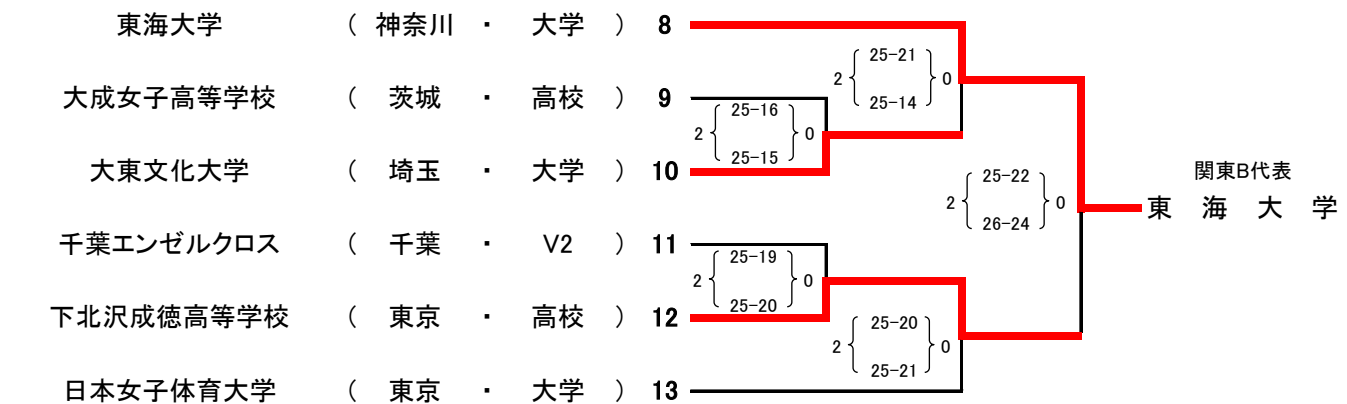 東海大学 ( 神奈川 ・ 大学 ) 8
25-21
2 0
25-14
大成女子高等学校 ( 茨城 ・ 高校 ) 9
25-16
2 0
25-15
大東文化大学 ( 埼玉 ・ 大学 ) 10
25-22
2 0
26-24
関東B代表
東海大学
千葉エンゼルクロス ( 千葉 ・ V2 ) 11
25-19
2 0
25-20
下北沢成徳高等学校 ( 東京 ・ 高校 ) 12
25-20
2 0
25-21
日本女子体育大学 ( 東京 ・ 大学 ) 13